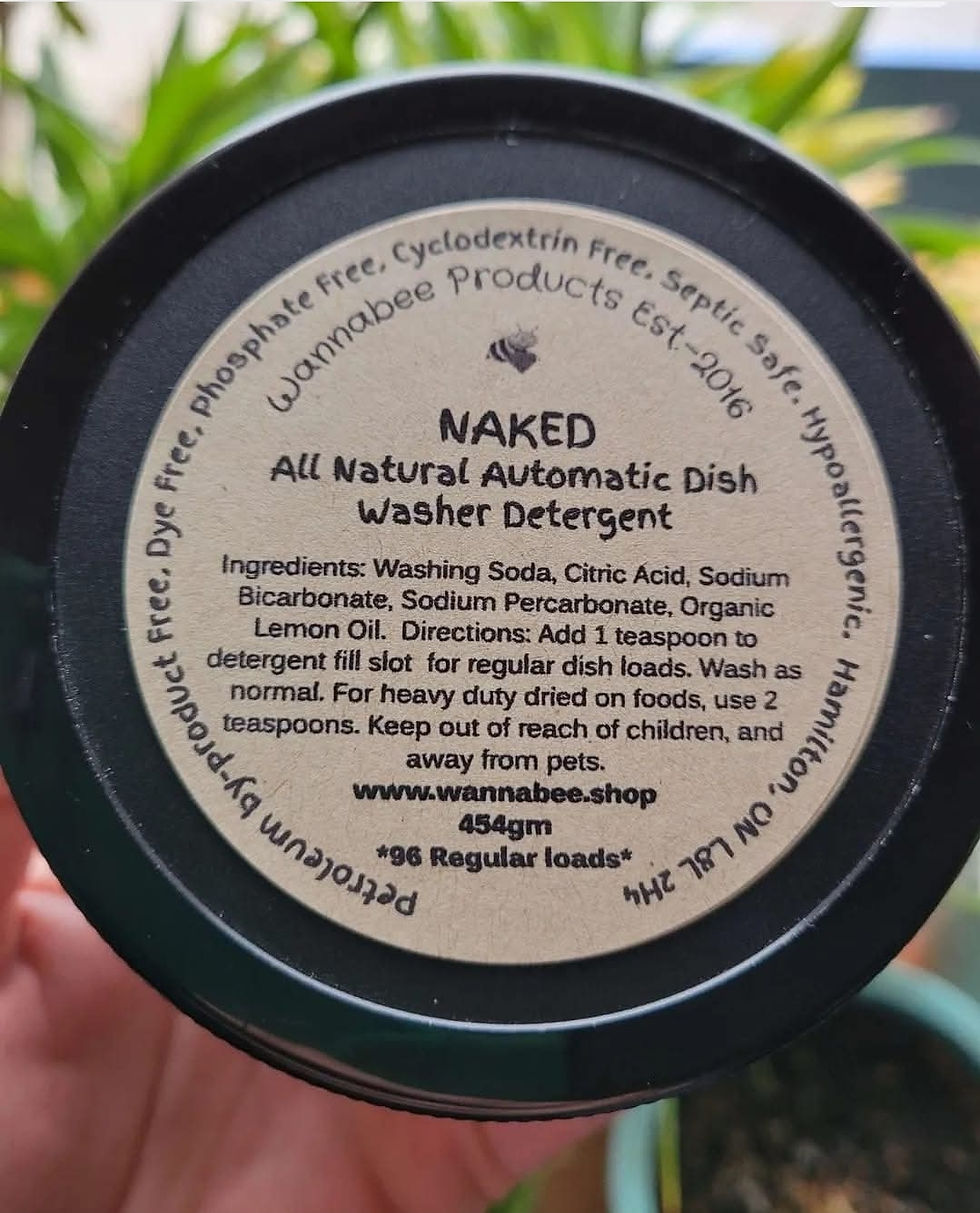 Petroleum by-product Free, Dye Free, Phosphate Free, Cyclodextrin Free. Septic Safe. Hypoallergenic. Hamilton, ON L8L 2H4
Wannabee Products Est-2016
NAKED
All Natural Automatic Dish
Washer Detergent
Ingredients: Washing Soda, Citric Acid, Sodium
Bicarbonate, Sodium Percarbonate, Organic
Lemon Oil. Directions: Add 1 teaspoon to
detergent fill slot for regular dish loads. Wash as
normal. For heavy duty dried on foods, use 2
teaspoons. Keep out of reach of children, and
away from pets.
www.wannabee.shop
454gm
*96 Regular loads*